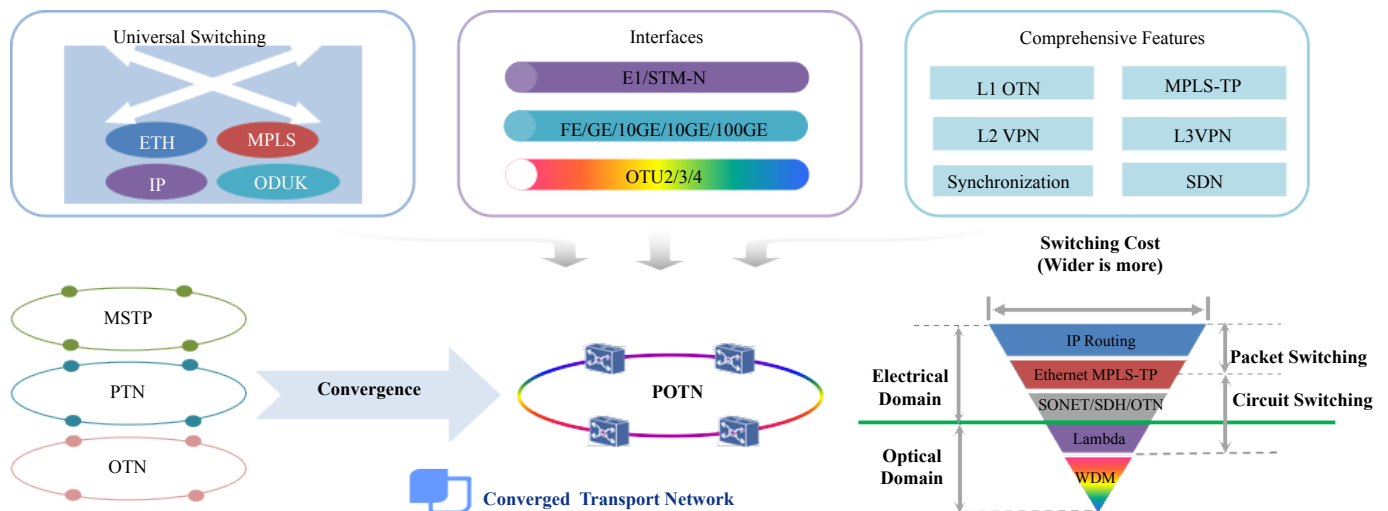 Universal Switching
ETH
MPLS
IP
ODUK
Interfaces
E1/STM-N
FE/GE/10GE/10GE/100GE
OTU2/3/4
Comprehensive Features
L1 OTN
MPLS-TP
L2 VPN
L3VPN
Synchronization
SDN
MSTP
PTN
OTN
Convergence
POTN
Converged Transport Network
Switching Cost
(Wider is more)
Electrical
Domain
Optical
Domain
IP Routing
Ethernet MPLS-TP
SONET/SDH/OTN
Lambda
WDM
Packet Switching
Circuit Switching